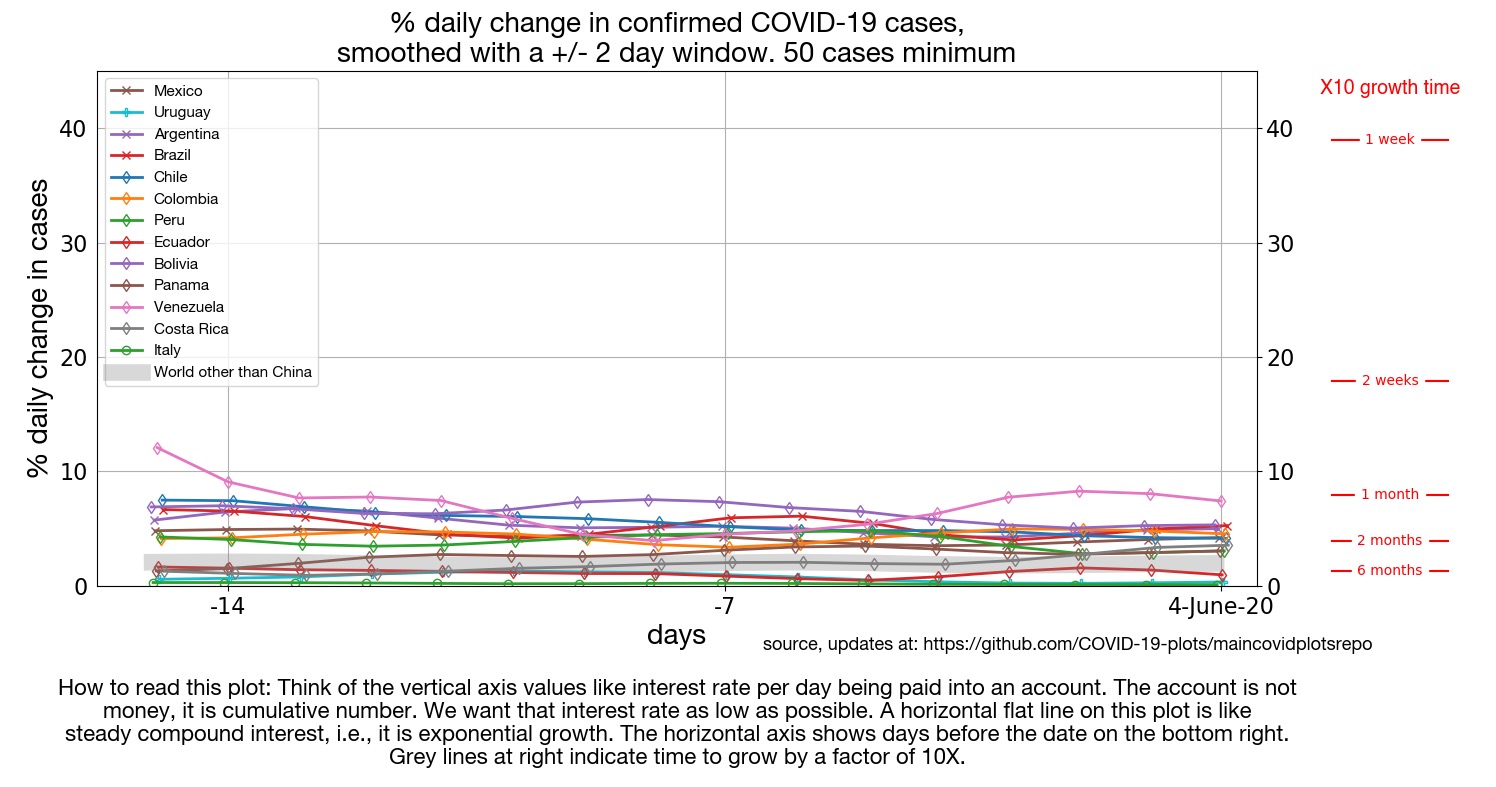 % daily change in confirmed COVID-19 cases,
smoothed with a +/- 2 day window. 50 cases minimum
% daily change in cases
40
30
20
10
0
Mexico
Uruguay
Argentina
Brazil
Chile
Colombia
Peru
Ecuador
Bolivia
Panama
Venezuela
Costa Rica
Italy
World other than China
40
30
20
10
0
X10 growth time
1 week
2 weeks
1 month
2 months
6 months
-14
-7
4-June-20
days
source, updates at: https://github.com/COVID-19-plots/maincovidplotsrepo
How to read this plot: Think of the vertical axis values like interest rate per day being paid into an account. The account is not
money, it is cumulative number. We want that interest rate as low as possible. A horizontal flat line on this plot is like
steady compound interest, i.e., it is exponential growth. The horizontal axis shows days before the date on the bottom right.
Grey lines at right indicate time to grow by a factor of 10X.